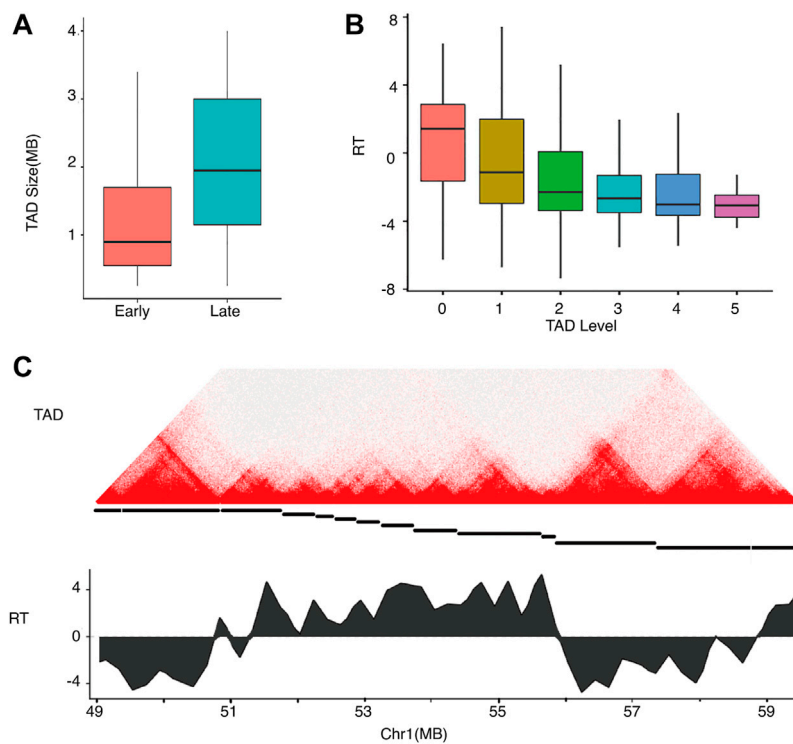 A
TAD Size(MB)
4
3
2
1
Early Late
B
RT
8
4
0
-4
-8
0 1 2 3 4 5
TAD Level
C
TAD
RT
4
0
-4
49 51 53 55 57 59
Chr1(MB)